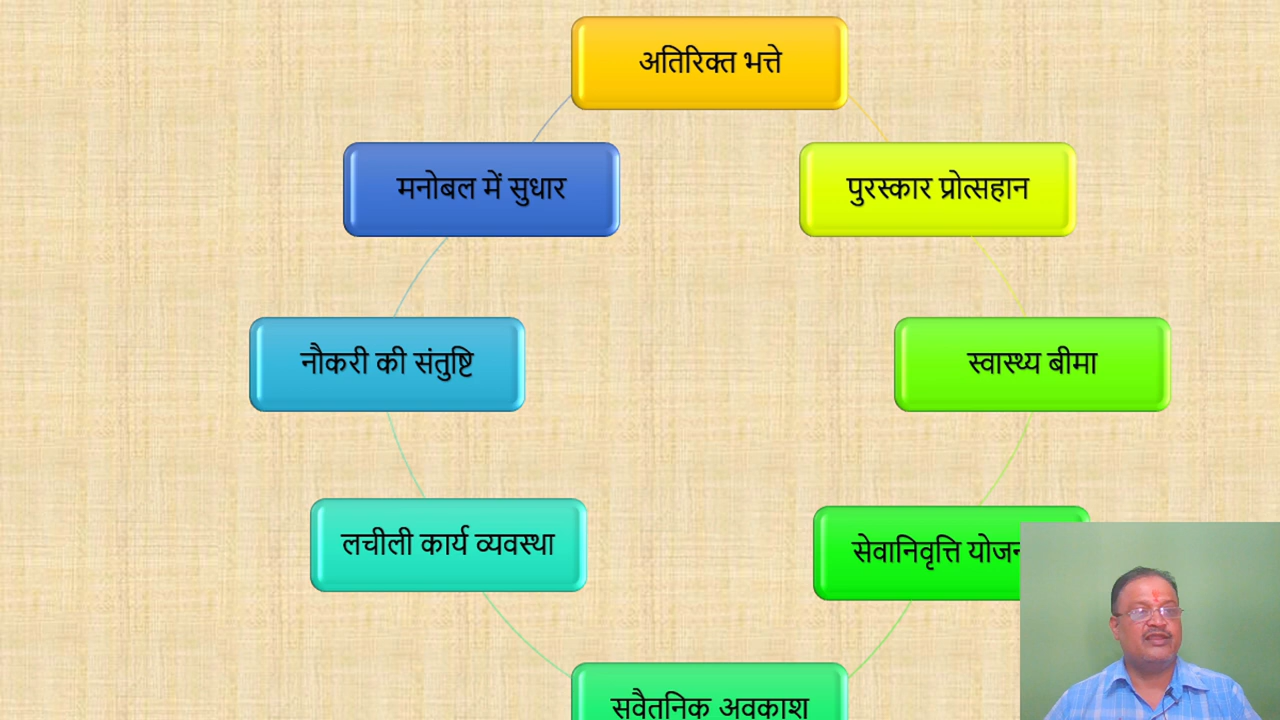 अतिरिक्त भत्ते
मनोबल में सुधार
पुरस्कार प्रोत्सहान
नौकरी की संतुष्टि
स्वास्थ्य बीमा
लचीली कार्य व्यवस्था
सेवानिवृत्ति
सवैतनिक अवकाश